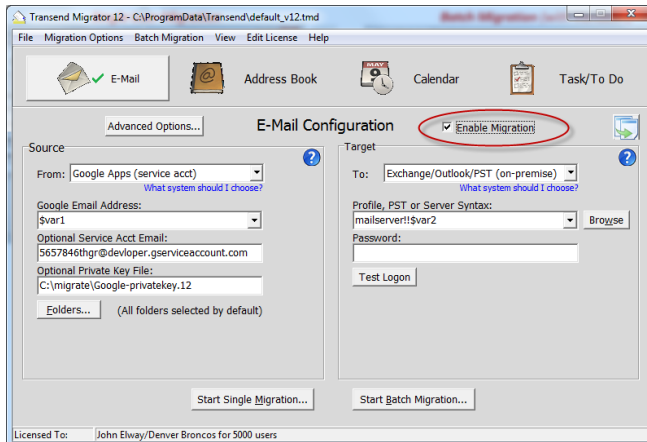 Transend Migrator 12 - C:\ProgramData\Transend\default_v12.tmd
Batch Migration
File Migration Options Batch Migration View Edit License Help
E-Mail
Address Book
MAY
Calendar
Task/To Do
Advanced Options...
E-Mail Configuration
Enable Migration
Source
From: Google Apps (service acct)
What system should I choose?
Google Email Address:
$var1
Optional Service Acct Email:
5657846thgr@devloper.gserviceaccount.com
Optional Private Key File:
C:\migrate\Google-privatekey.12
Folders... (All folders selected by default)
Target
To: Exchange/Outlook/PST (on-premise)
What system should I choose?
Profile, PST or Server Syntax:
mailserver!!$var2
Browse
Password:
Test Logon
Start Single Migration...
Start Batch Migration...
Licensed To: John Elway/Denver Broncos for 5000 users